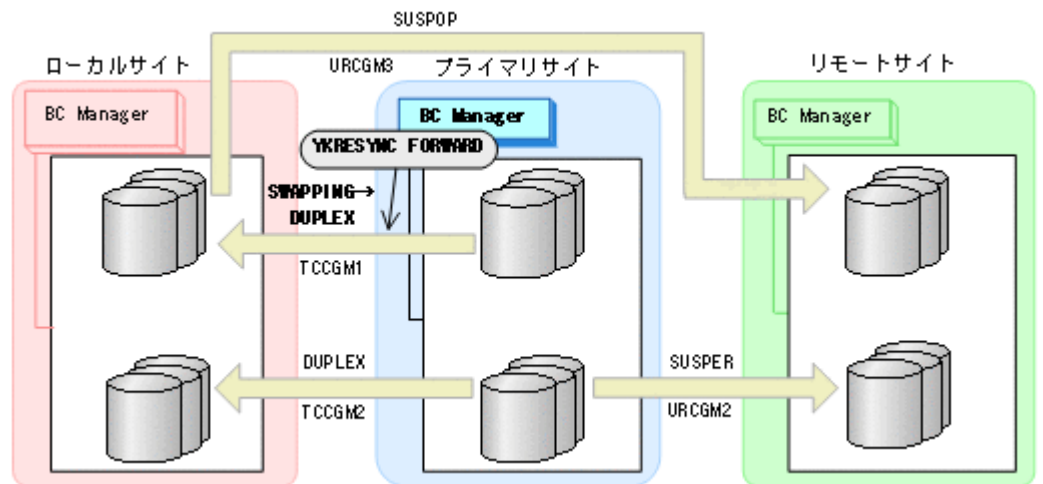 SUSPOP
URCGM3
ローカルサイト
プライマリサイト
リモートサイト
BC Manager
BC Manager
BC Manager
YKRESYNC FORWARD
SWAPPING→
DUPLEX
TCCGM1
DUPLEX
TCCGM2
SUSPER
URCGM2